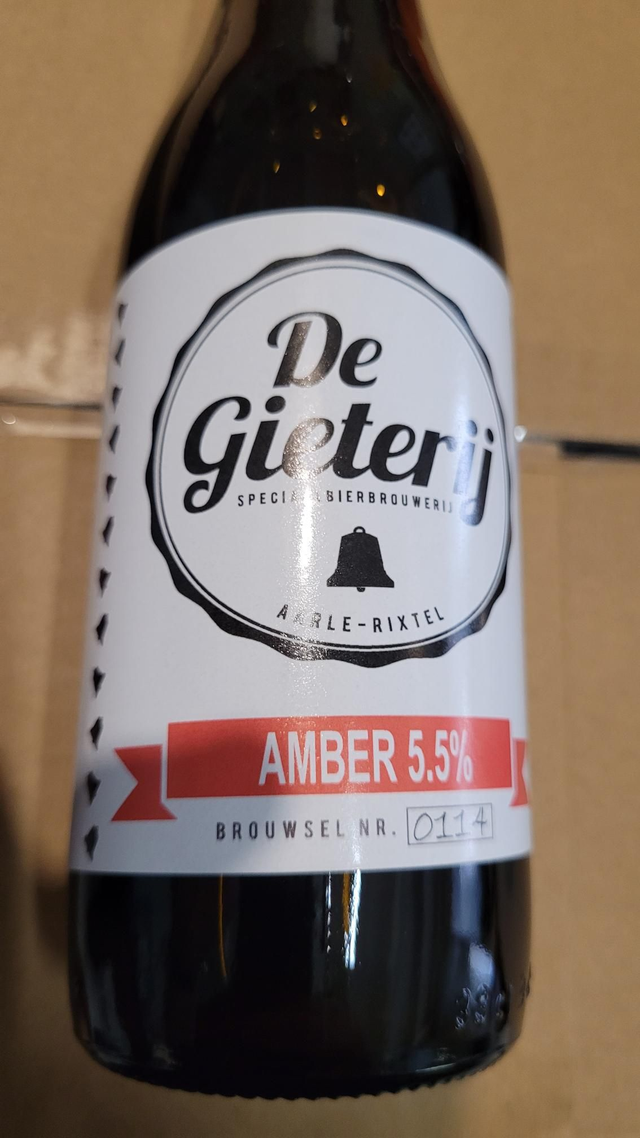 De
Gieterij
SPECIAALBIERBROUWERIJ
AARLE-RIXTEL
AMBER 5.5%
BROUWSEL NR. 0114